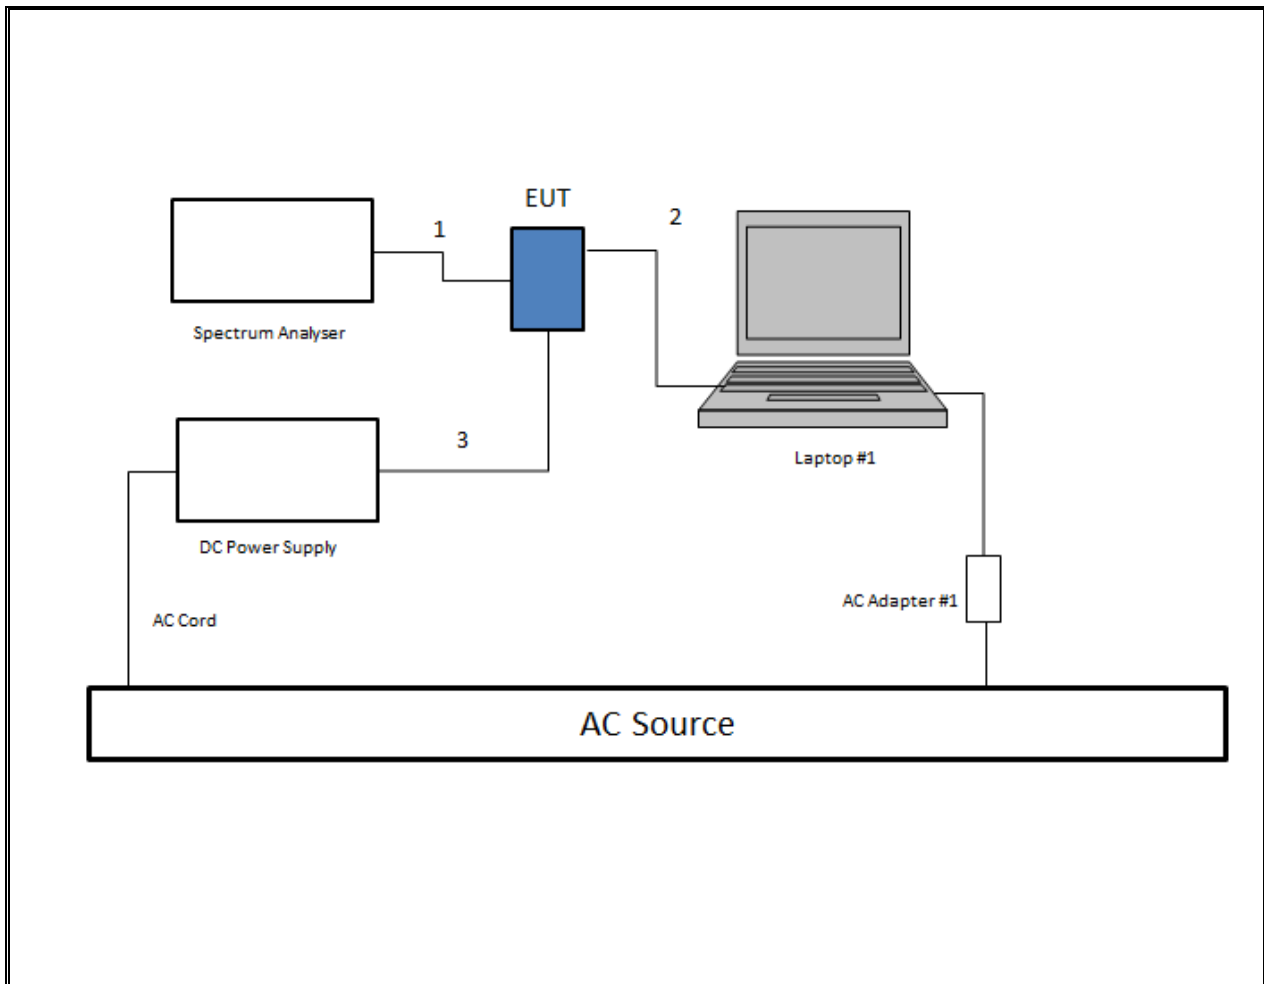 EUT
1
2
Spectrum Analyser
3
Laptop #1
DC Power Supply
AC Adapter #1
AC Cord
AC Source